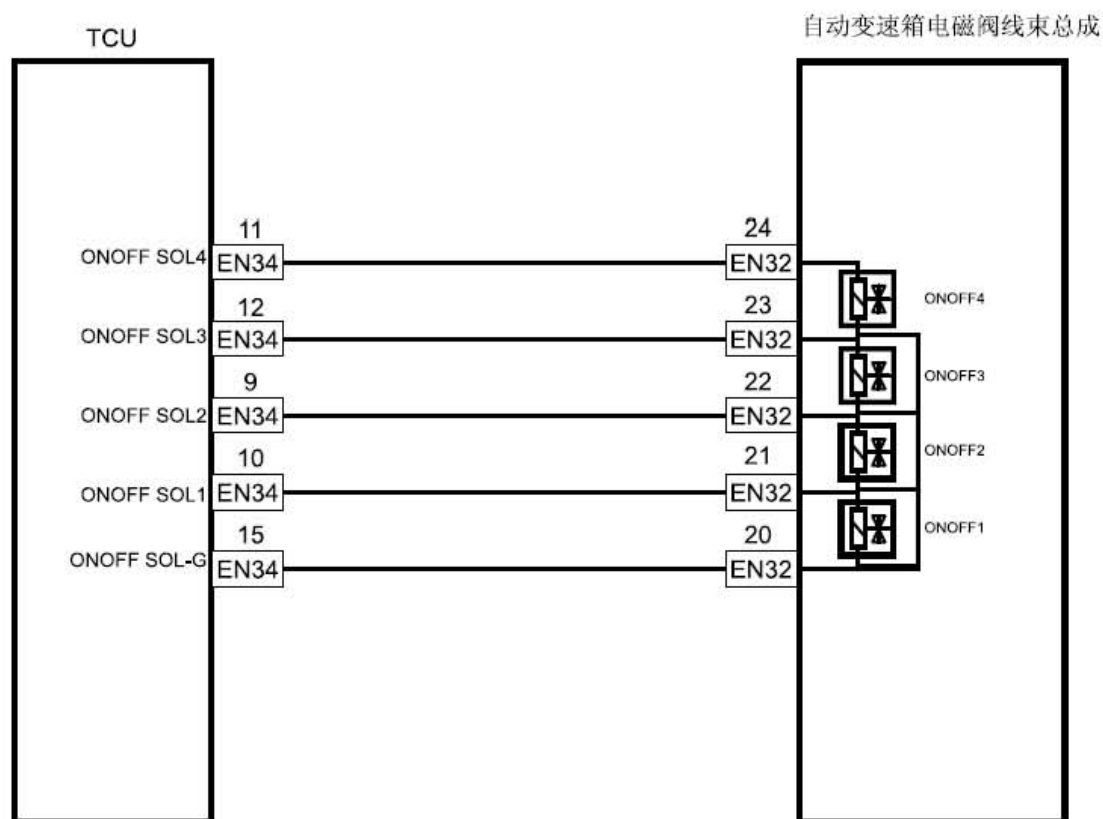 自动变速箱电磁阀线束总成
TCU
11 24
ONOFF SOL4 EN34 EN32
ONOFF4
12 23
ONOFF SOL3 EN34 EN32
ONOFF3
9 22
ONOFF SOL2 EN34 EN32
ONOFF2
10 21
ONOFF SOL1 EN34 EN32
ONOFF1
15 20
ONOFF SOL-G EN34 EN32